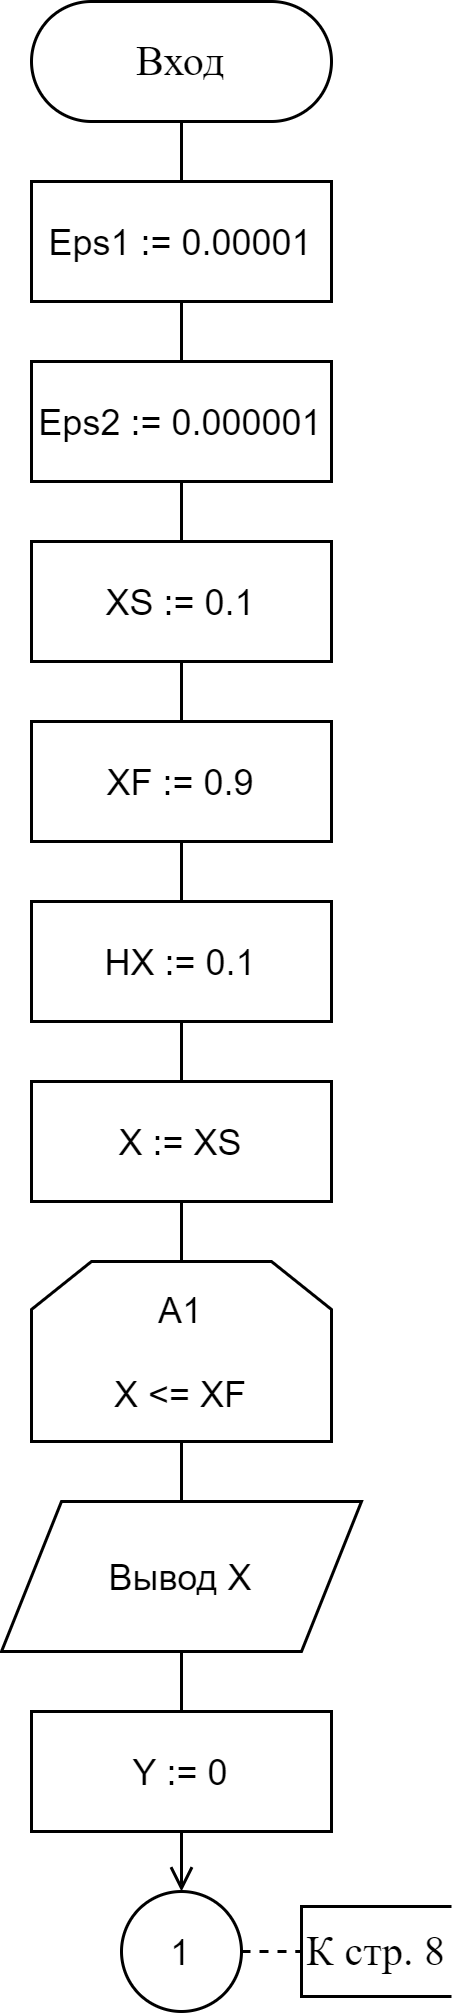 Вход
Eps1 := 0.00001
Eps2 := 0.000001
XS := 0.1
XF := 0.9
HX := 0.1
X := XS
A1
X <= XF
Вывод X
Y := 0
1
К стр. 8